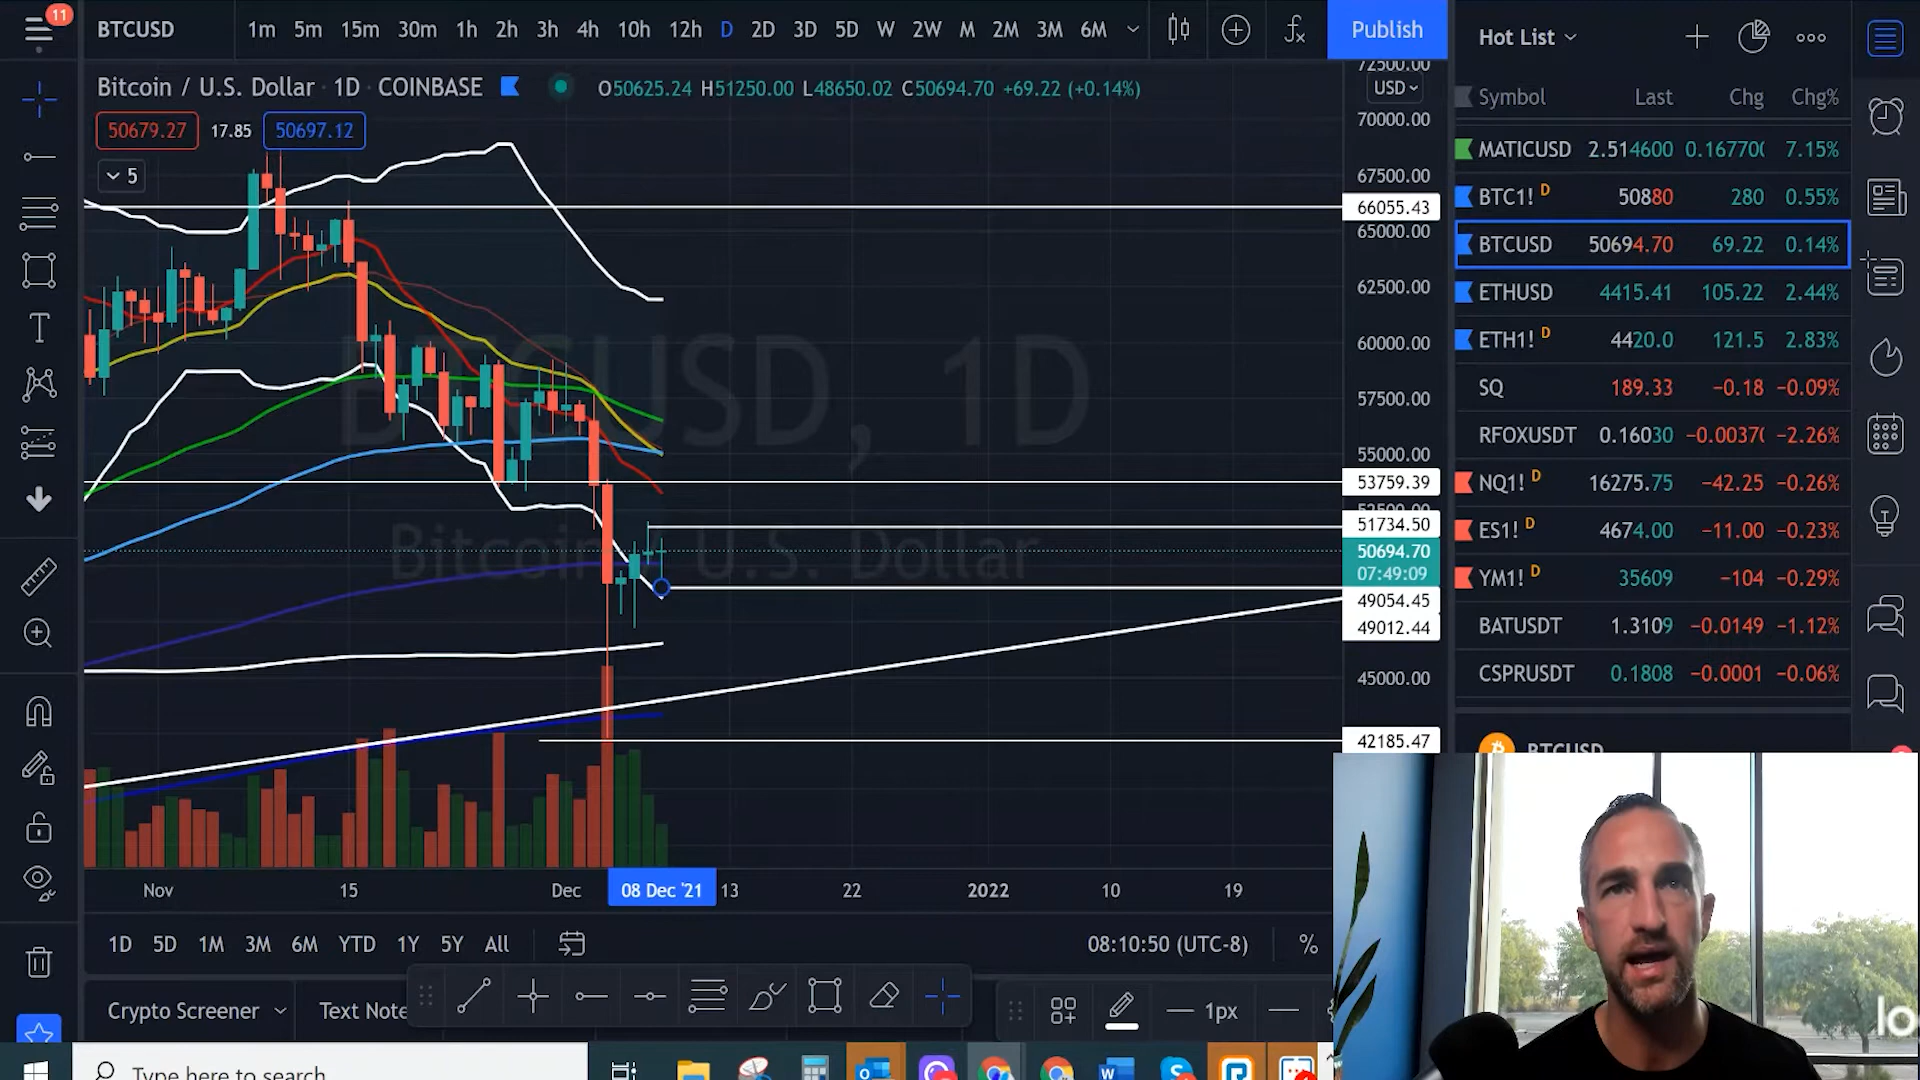 11
BTCUSD
1m 5m 15m 30m 1h 2h 3h 4h 10h 12h D 2D 3D 5D W 2W M 2M 3M 6M
Publish
Hot List
Bitcoin / U.S. Dollar · 1D · COINBASE
O50625.24 H51250.00 L48650.02 C50694.70 +69.22 (+0.14%)
50679.27 17.85 50697.12
5
USD
72500.00
70000.00
67500.00
66055.43
65000.00
62500.00
60000.00
57500.00
55000.00
53759.39
52500.00
51734.50
50694.70
07:49:09
49054.45
49012.44
45000.00
42185.47
BTCUSD, 1D
Bitcoin / U.S. Dollar
Symbol Last Chg Chg%
MATICUSD 2.514600 0.167700 7.15%
BTC1! D 50880 280 0.55%
BTCUSD 50694.70 69.22 0.14%
ETHUSD 4415.41 105.22 2.44%
ETH1! D 4420.0 121.5 2.83%
SQ 189.33 −0.18 −0.09%
RFOXUSDT 0.16030 −0.00370 −2.26%
NQ1! D 16275.75 −42.25 −0.26%
ES1! D 4674.00 −11.00 −0.23%
YM1! D 35609 −104 −0.29%
BATUSDT 1.3109 −0.0149 −1.12%
CSPRUSDT 0.1808 −0.0001 −0.06%
BTCUSD
Nov 15 Dec 08 Dec '21 13 22 2022 10 19
1D 5D 1M 3M 6M YTD 1Y 5Y All
08:10:50 (UTC-8) %
Crypto Screener
Text Note
1px
Type here to search
lo